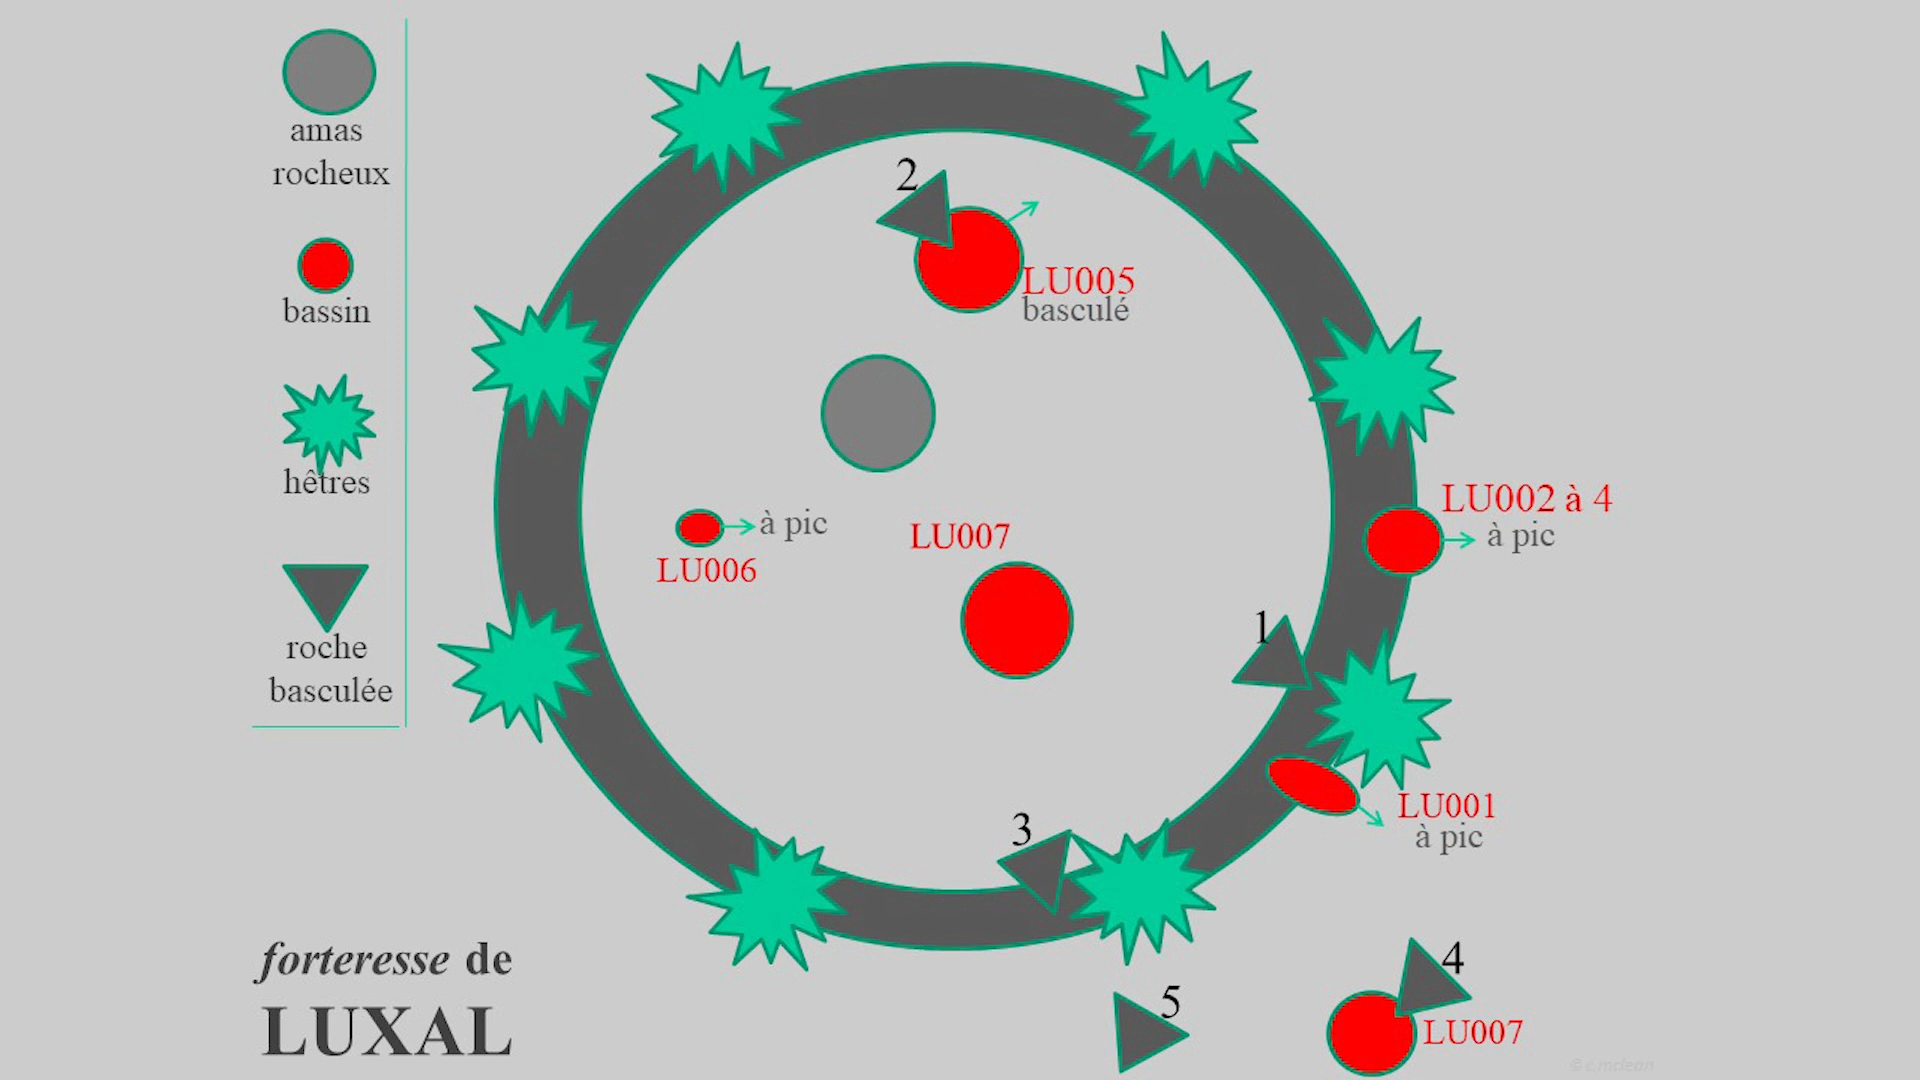 amas
rocheux
bassin
hêtres
roche
basculée
forteresse de
LUXAL
2
LU005
basculé
à pic
LU006
LU007
LU002 à 4
à pic
1
LU001
à pic
3
4
5
LU007
© c.mclean